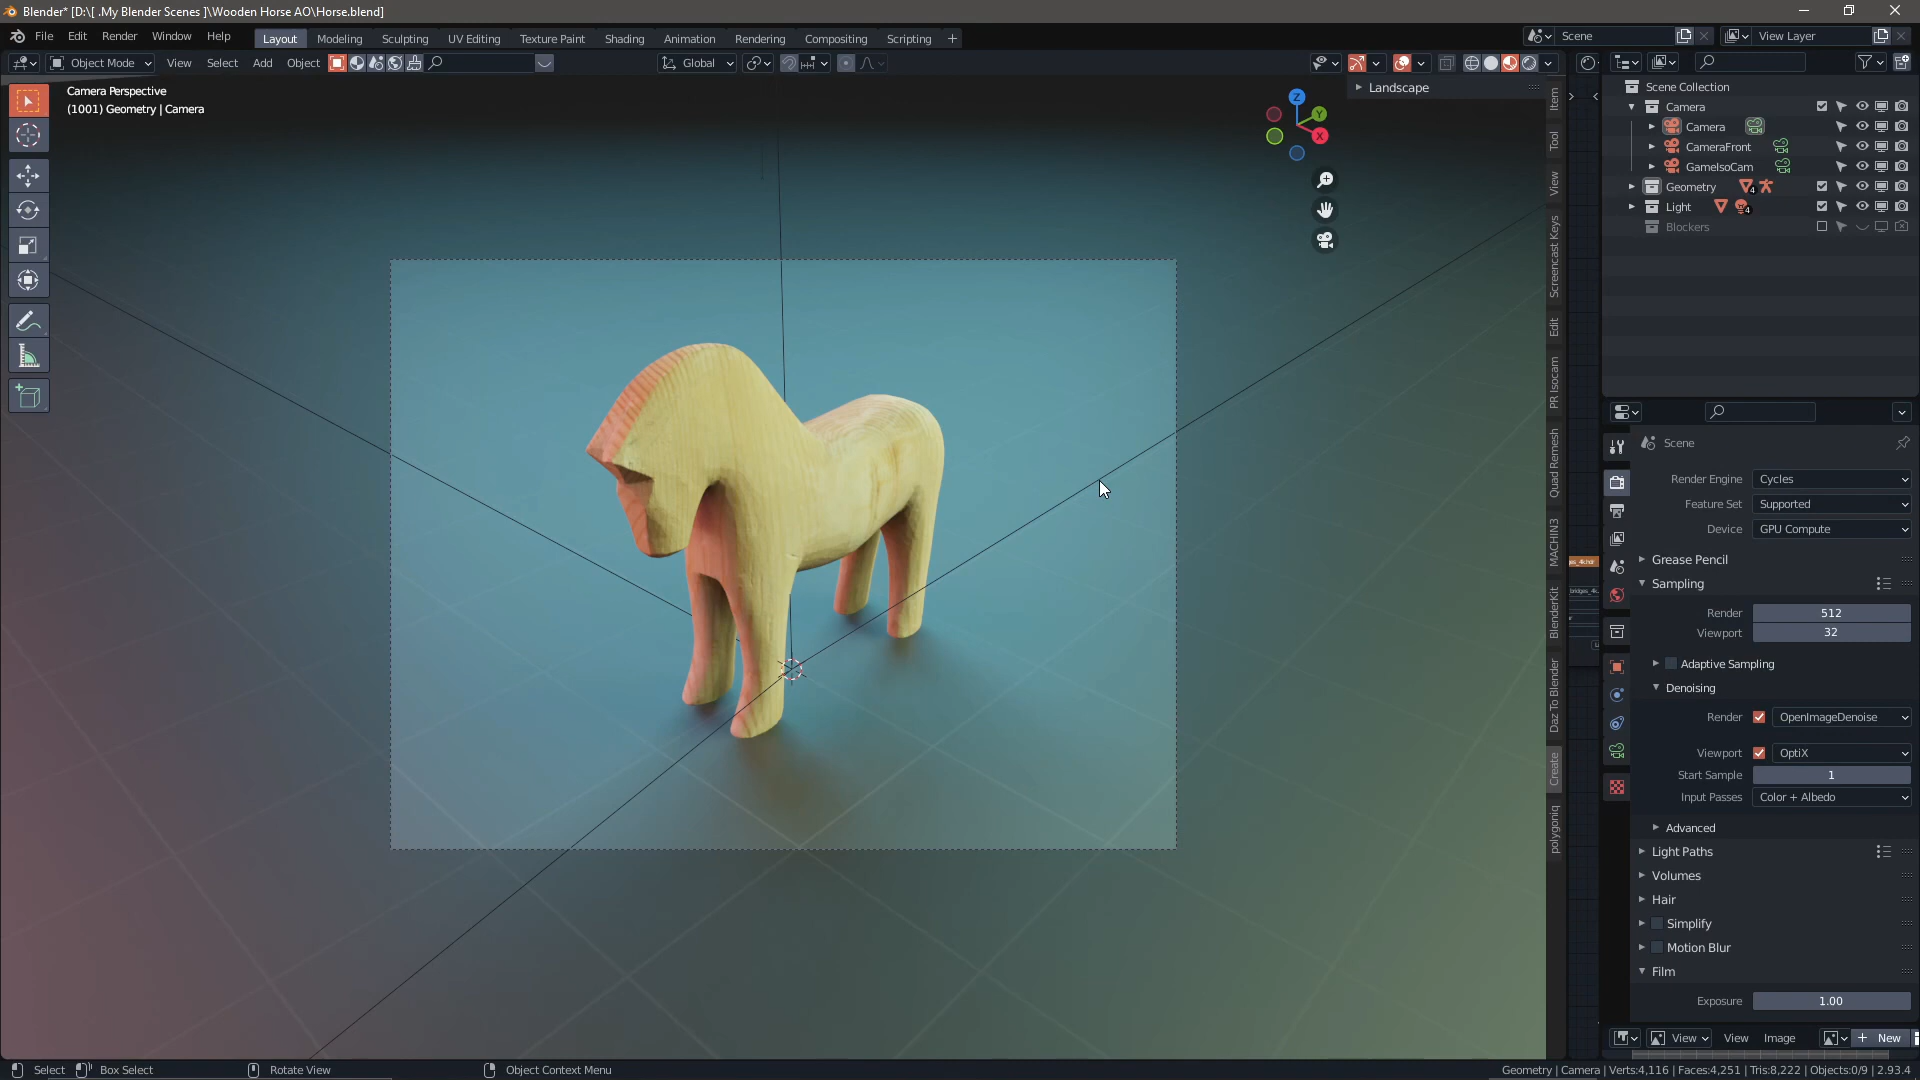 Blender* [D:\[ .My Blender Scenes ]\Wooden Horse AO\Horse.blend]
File Edit Render Window Help
Layout Modeling Sculpting UV Editing Texture Paint Shading Animation Rendering Compositing Scripting +
Scene
View Layer
Object Mode View Select Add Object
Global
Camera Perspective
(1001) Geometry | Camera
Landscape
Z
Y
X
Item
Tool
View
Screencast Keys
Edit
PR Isocam
Quad Remesh
MACHIN3
BlenderKit
Daz To Blender
Create
polygoniq
Scene Collection
Camera
Camera
CameraFront
GameIsoCam
Geometry 4
Light 4
Blockers
Scene
Render Engine Cycles
Feature Set Supported
Device GPU Compute
Grease Pencil
Sampling
Render 512
Viewport 32
Adaptive Sampling
Denoising
Render OpenImageDenoise
Viewport OptiX
Start Sample 1
Input Passes Color + Albedo
Advanced
Light Paths
Volumes
Hair
Simplify
Motion Blur
Film
Exposure 1.00
View View Image + New
Select Box Select Rotate View Object Context Menu
Geometry | Camera | Verts:4,116 | Faces:4,251 | Tris:8,222 | Objects:0/9 | 2.93.4